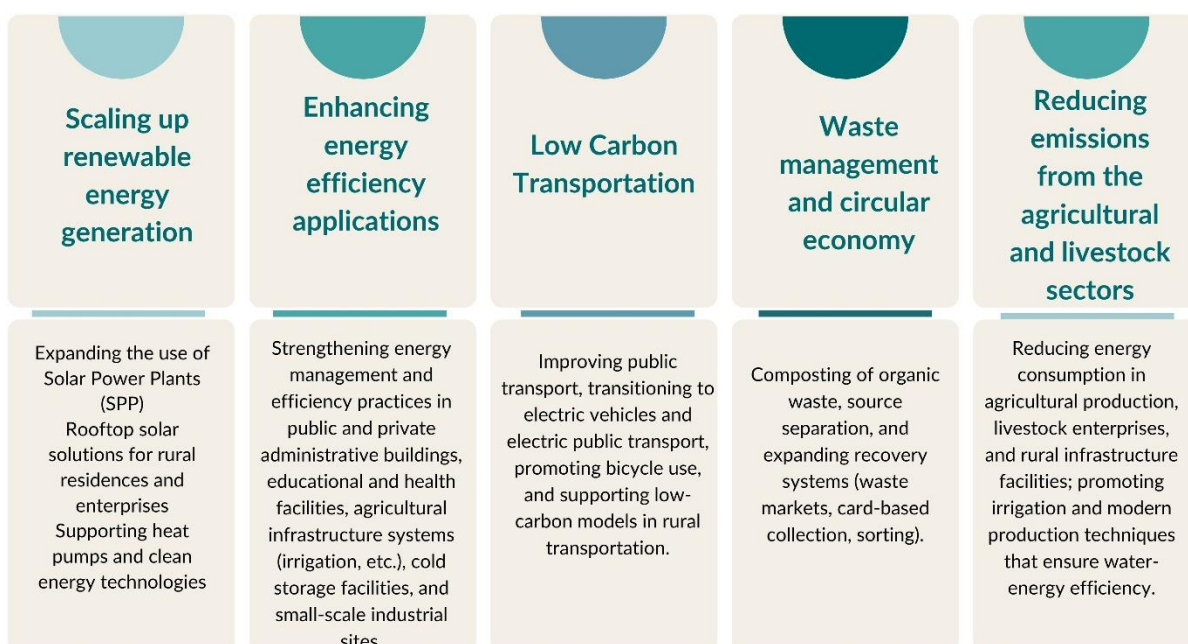 Scaling up
renewable
energy
generation
Expanding the use of
Solar Power Plants
(SPP)
Rooftop solar
solutions for rural
residences and
enterprises
Supporting heat
pumps and clean
energy technologies
Enhancing
energy
efficiency
applications
Strengthening energy
management and
efficiency practices in
public and private
administrative buildings,
educational and health
facilities, agricultural
infrastructure systems
(irrigation, etc.), cold
storage facilities, and
small-scale industrial
sites
Low Carbon
Transportation
Improving public
transport, transitioning to
electric vehicles and
electric public transport,
promoting bicycle use,
and supporting low-
carbon models in rural
transportation.
Waste
management
and circular
economy
Composting of organic
waste, source
separation, and
expanding recovery
systems (waste
markets, card-based
collection, sorting).
Reducing
emissions
from the
agricultural
and livestock
sectors
Reducing energy
consumption in
agricultural production,
livestock enterprises,
and rural infrastructure
facilities; promoting
irrigation and modern
production techniques
that ensure water-
energy efficiency.